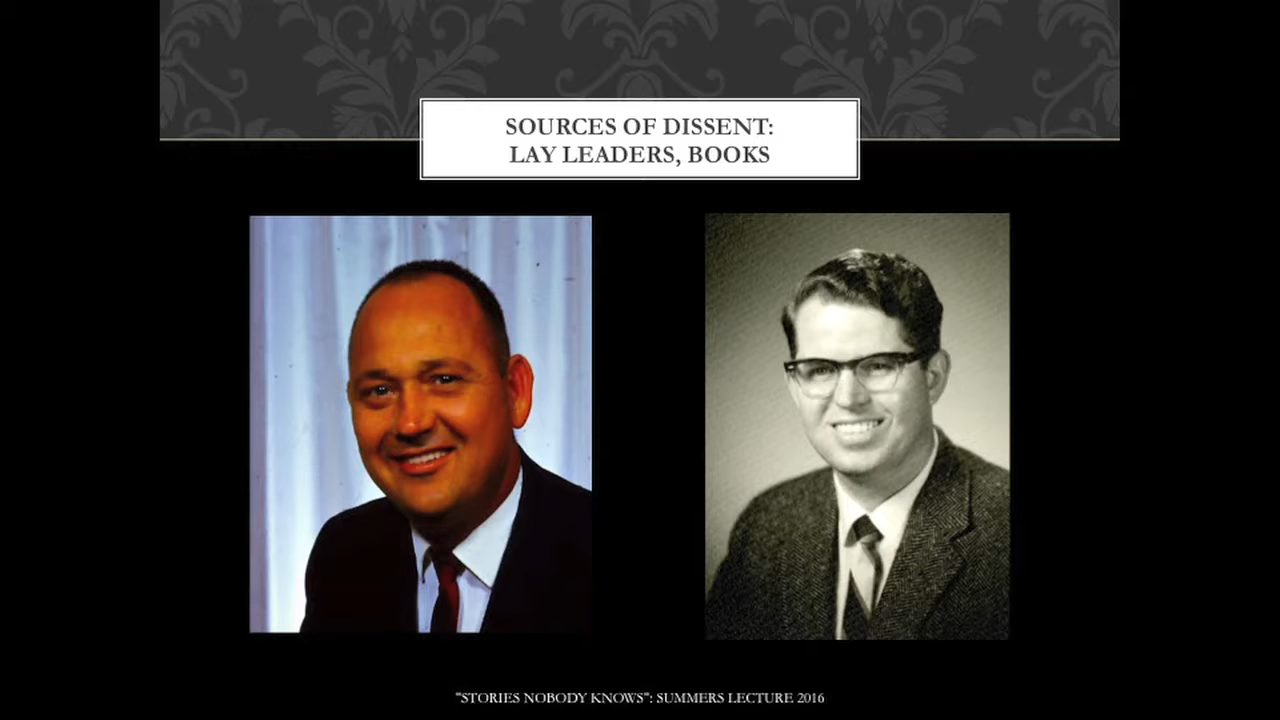 SOURCES OF DISSENT:
LAY LEADERS, BOOKS
"STORIES NOBODY KNOWS": SUMMERS LECTURE 2016